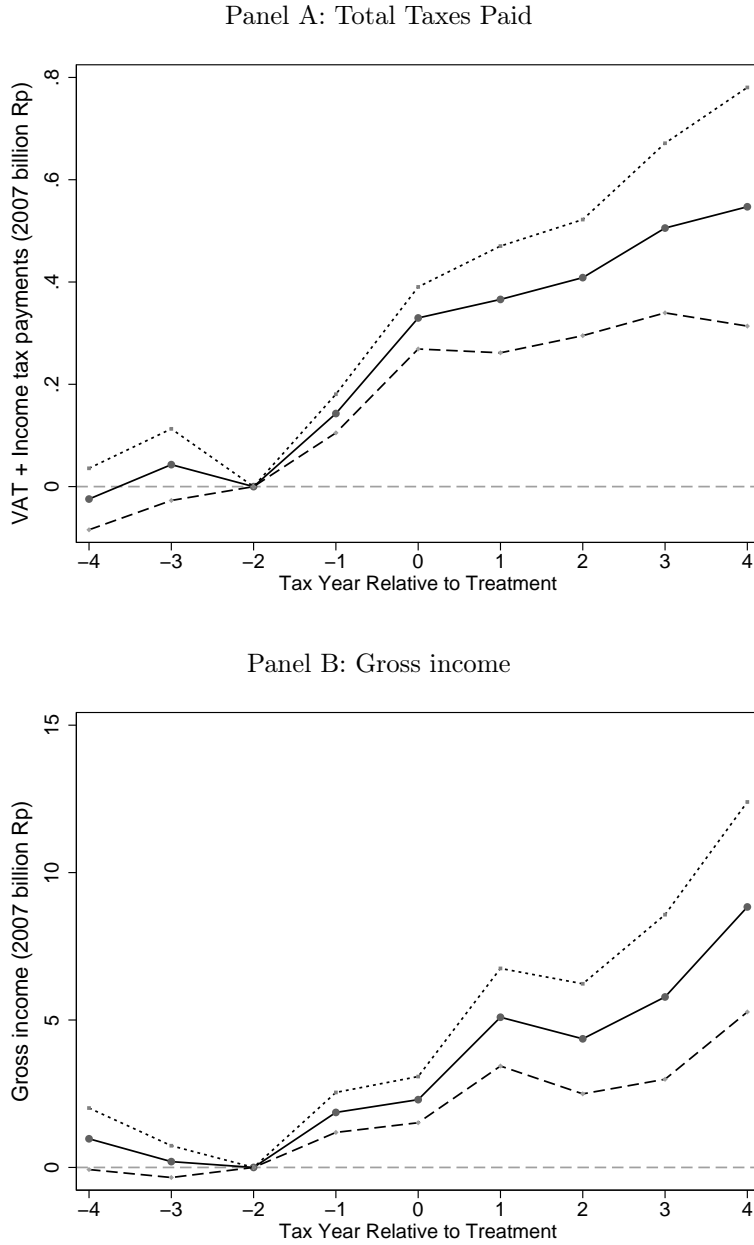 Panel A: Total Taxes Paid
VAT + Income tax payments (2007 billion Rp)
.8
.6
.4
.2
0
−4 −3 −2 −1 0 1 2 3 4
Tax Year Relative to Treatment
Panel B: Gross income
Gross income (2007 billion Rp)
15
10
5
0
−4 −3 −2 −1 0 1 2 3 4
Tax Year Relative to Treatment